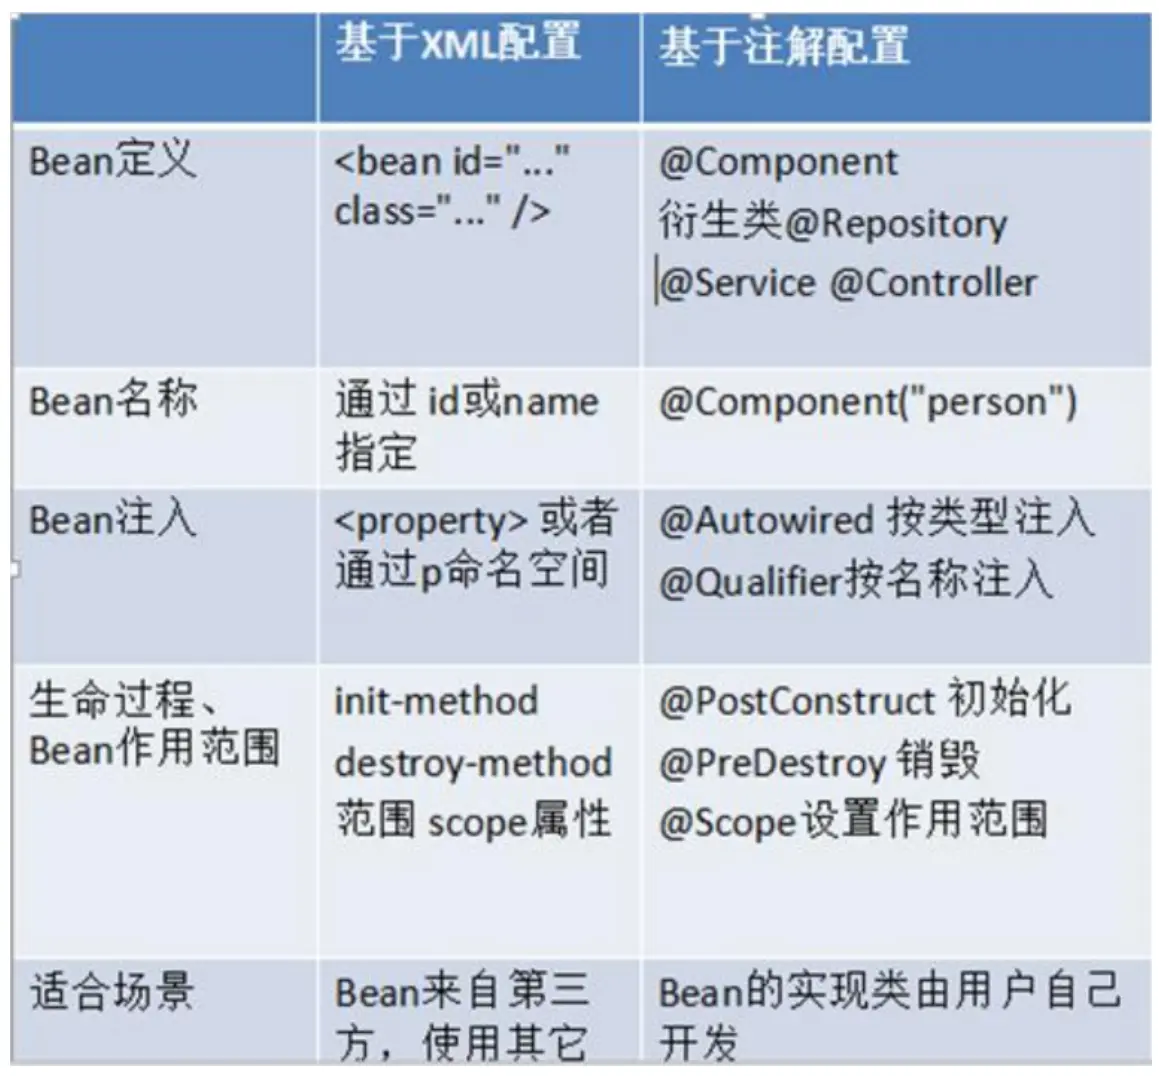 基于XML配置
基于注解配置
Bean定义
<bean id="..."
class="..." />
@Component
衍生类@Repository
@Service @Controller
Bean名称
通过 id或name
指定
@Component("person")
Bean注入
<property> 或者
通过p命名空间
@Autowired 按类型注入
@Qualifier按名称注入
生命过程、
Bean作用范围
init-method
destroy-method
范围 scope属性
@PostConstruct 初始化
@PreDestroy 销毁
@Scope设置作用范围
适合场景
Bean来自第三
方，使用其它
Bean的实现类由用户自己
开发